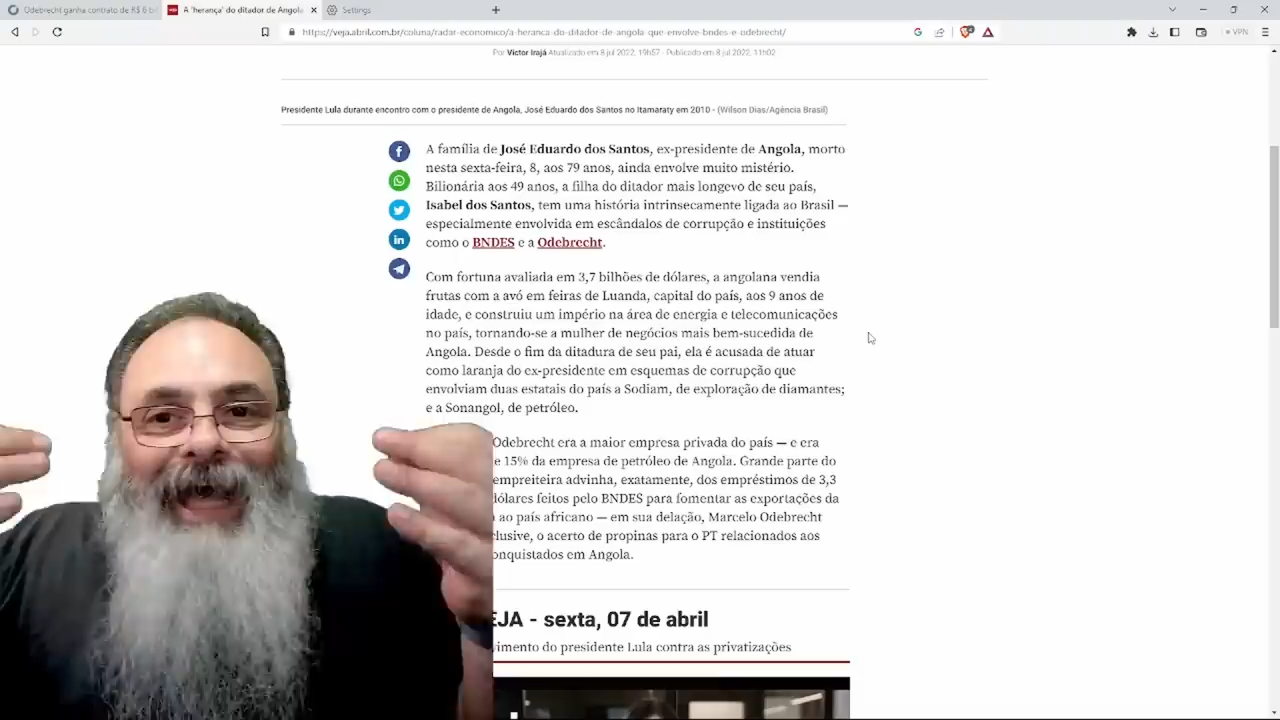 Odebrecht ganha contrato de R$ 6 bi
A "herança" do ditador de Angola
Settings
https://veja.abril.com.br/coluna/radar-economico/a-heranca-do-ditador-de-angola-que-envolve-bndes-e-odebrecht/
VPN
Por Victor Irajá Atualizado em 8 jul 2022, 19h57 - Publicado em 8 jul 2022, 11h02
Presidente Lula durante encontro com o presidente de Angola, José Eduardo dos Santos no Itamaraty em 2010 - (Wilson Dias/Agência Brasil)
A família de José Eduardo dos Santos, ex-presidente de Angola, morto
nesta sexta-feira, 8, aos 79 anos, ainda envolve muito mistério.
Bilionária aos 49 anos, a filha do ditador mais longevo de seu país,
Isabel dos Santos, tem uma história intrinsecamente ligada ao Brasil —
especialmente envolvida em escândalos de corrupção e instituições
como o BNDES e a Odebrecht.
Com fortuna avaliada em 3,7 bilhões de dólares, a angolana vendia
frutas com a avó em feiras de Luanda, capital do país, aos 9 anos de
idade, e construiu um império na área de energia e telecomunicações
no país, tornando-se a mulher de negócios mais bem-sucedida de
Angola. Desde o fim da ditadura de seu pai, ela é acusada de atuar
como laranja do ex-presidente em esquemas de corrupção que
envolviam duas estatais do país a Sodiam, de exploração de diamantes;
e a Sonangol, de petróleo.
Odebrecht era a maior empresa privada do país — e era
e 15% da empresa de petróleo de Angola. Grande parte do
empreiteira advinha, exatamente, dos empréstimos de 3,3
dólares feitos pelo BNDES para fomentar as exportações da
ao país africano — em sua delação, Marcelo Odebrecht
clusive, o acerto de propinas para o PT relacionados aos
onquistados em Angola.
EJA - sexta, 07 de abril
vimento do presidente Lula contra as privatizações